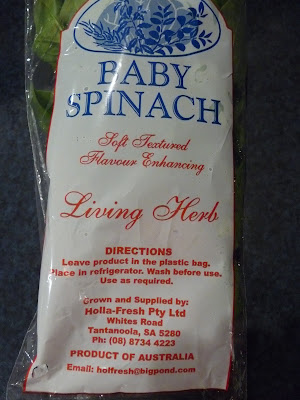 BABY
SPINACH
Soft Textured
Flavour Enhancing
Living Herb
DIRECTIONS
Leave product in the plastic bag.
Place in refrigerator. Wash before use.
Use as required.
Grown and Supplied by:
Holla-Fresh Pty Ltd
Whites Road
Tantanoola, SA 5280
Ph: (08) 8734 4223
PRODUCT OF AUSTRALIA
Email: holfresh@bigpond.com